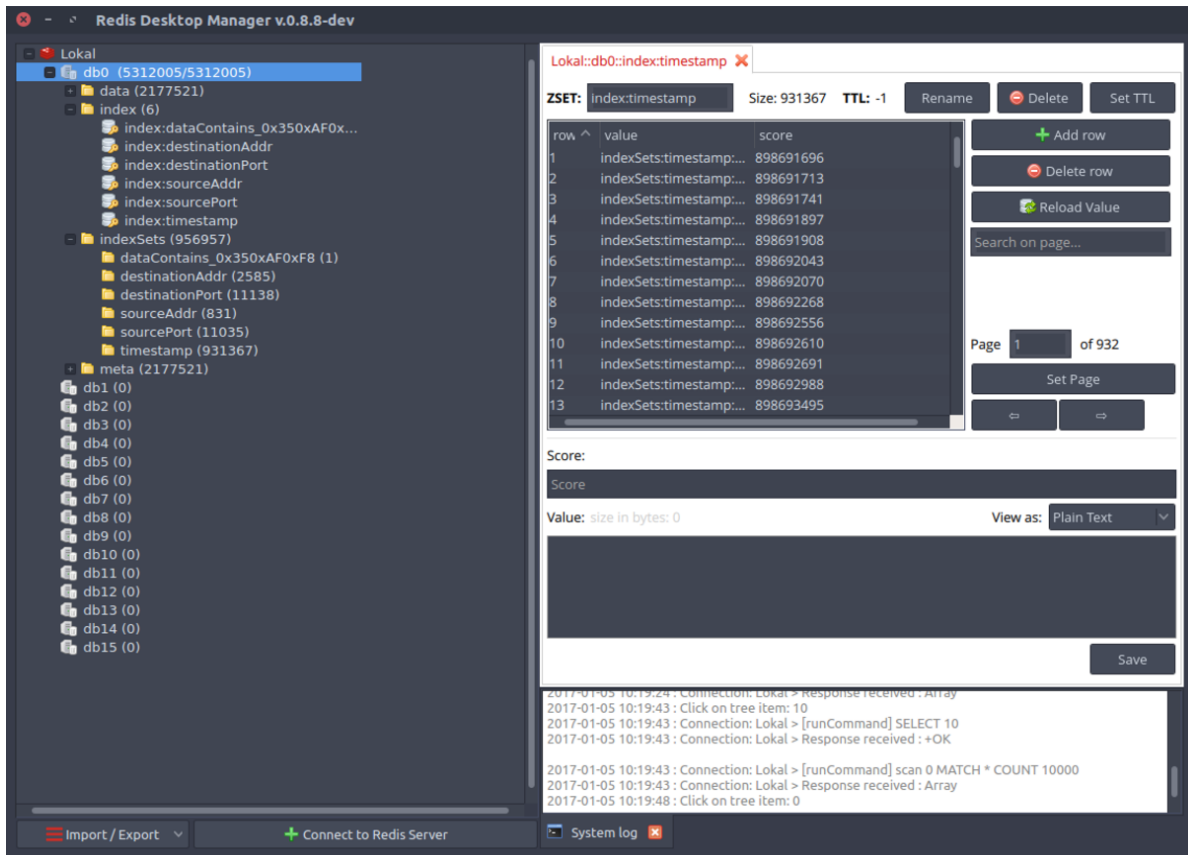 Redis Desktop Manager v.0.8.8-dev
Lokal
db0 (5312005/5312005)
data (2177521)
index (6)
index:dataContains_0x350xAF0x...
index:destinationAddr
index:destinationPort
index:sourceAddr
index:sourcePort
index:timestamp
indexSets (956957)
dataContains_0x350xAF0xF8 (1)
destinationAddr (2585)
destinationPort (11138)
sourceAddr (831)
sourcePort (11035)
timestamp (931367)
meta (2177521)
db1 (0)
db2 (0)
db3 (0)
db4 (0)
db5 (0)
db6 (0)
db7 (0)
db8 (0)
db9 (0)
db10 (0)
db11 (0)
db12 (0)
db13 (0)
db14 (0)
db15 (0)
Import / Export
Connect to Redis Server
Lokal::db0::index:timestamp
ZSET: index:timestamp Size: 931367 TTL: -1 Rename Delete Set TTL
row value score
1 indexSets:timestamp:... 898691696
2 indexSets:timestamp:... 898691713
3 indexSets:timestamp:... 898691741
4 indexSets:timestamp:... 898691897
5 indexSets:timestamp:... 898691908
6 indexSets:timestamp:... 898692043
7 indexSets:timestamp:... 898692070
8 indexSets:timestamp:... 898692268
9 indexSets:timestamp:... 898692556
10 indexSets:timestamp:... 898692610
11 indexSets:timestamp:... 898692691
12 indexSets:timestamp:... 898692988
13 indexSets:timestamp:... 898693495
Add row
Delete row
Reload Value
Search on page...
Page 1 of 932
Set Page
Score:
Score
Value: size in bytes: 0 View as: Plain Text
Save
2017-01-05 10:19:24 : Connection: Lokal > Response received : Array
2017-01-05 10:19:43 : Click on tree item: 10
2017-01-05 10:19:43 : Connection: Lokal > [runCommand] SELECT 10
2017-01-05 10:19:43 : Connection: Lokal > Response received : +OK
2017-01-05 10:19:43 : Connection: Lokal > [runCommand] scan 0 MATCH * COUNT 10000
2017-01-05 10:19:43 : Connection: Lokal > Response received : Array
2017-01-05 10:19:48 : Click on tree item: 0
System log